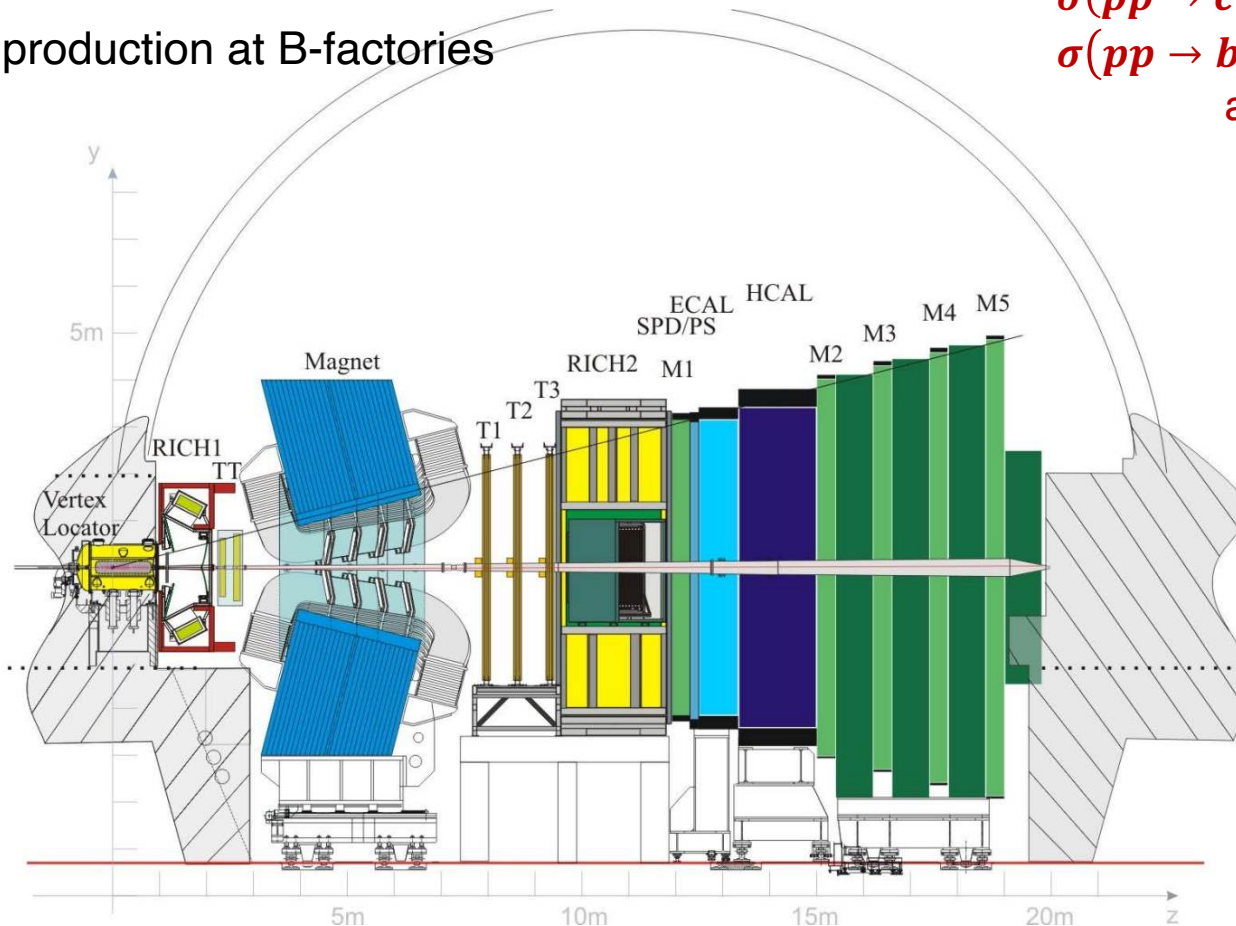 production at B-factories
σ(pp → c
σ(pp → b
a
y
5m
ECAL HCAL
SPD/PS
M5
M4
M3
M2
Magnet
RICH2
M1
T3
T2
T1
RICH1
TT
Vertex
Locator
5m
10m
15m
20m
z